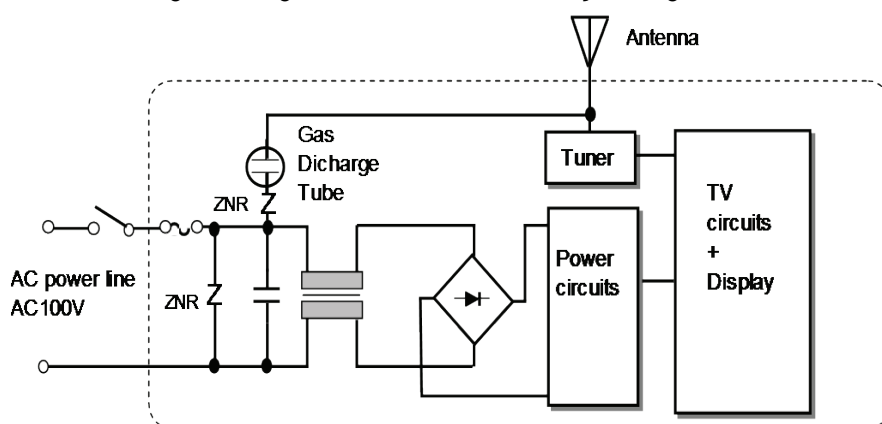 Antenna
Gas
Dicharge
Tube
Tuner
ZNR
TV
circuits
+
Display
Power
circuits
AC power line
AC100V
ZNR